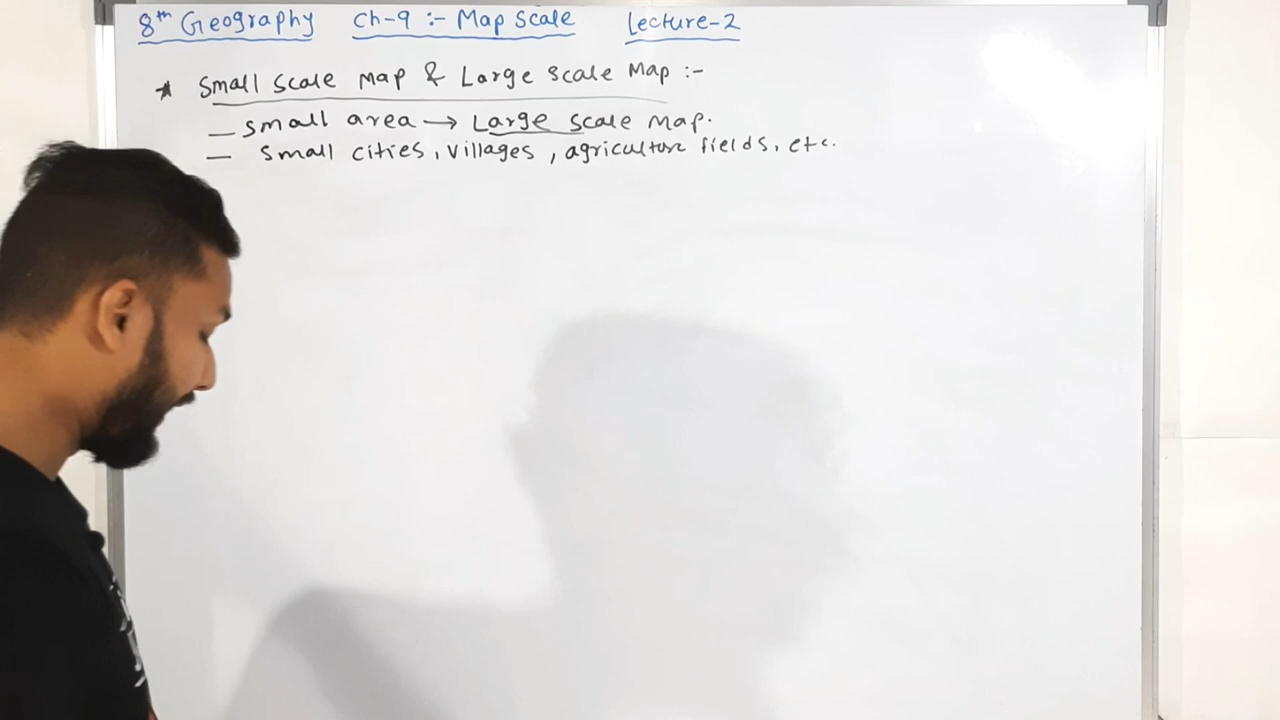 8th Geography Ch-9 :- Map Scale Lecture-2
* Small Scale Map & Large Scale Map :-
— Small area → Large Scale Map.
— Small cities, villages, agriculture fields, etc.